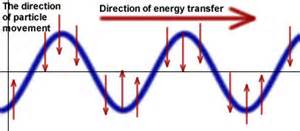 The direction
of particle
movement
Direction of energy transfer